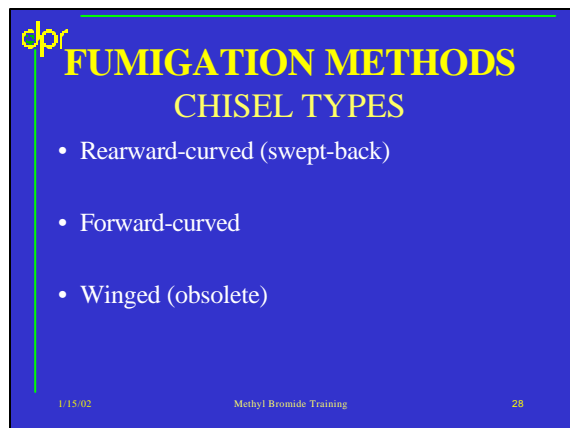 dpr
FUMIGATION METHODS
CHISEL TYPES
• Rearward-curved (swept-back)
• Forward-curved
• Winged (obsolete)
1/15/02 Methyl Bromide Training 28